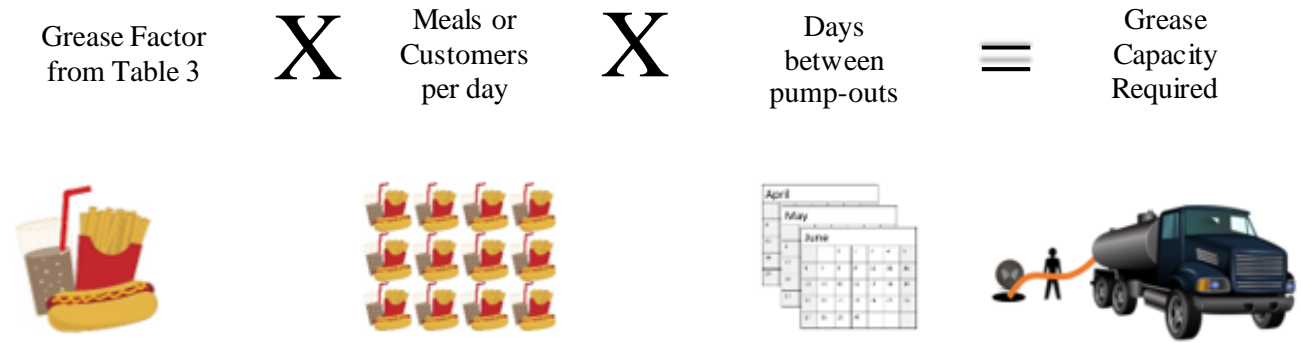 Grease Factor
from Table 3
X
Meals or
Customers
per day
X
Days
between
pump-outs
=
Grease
Capacity
Required
April
May
June